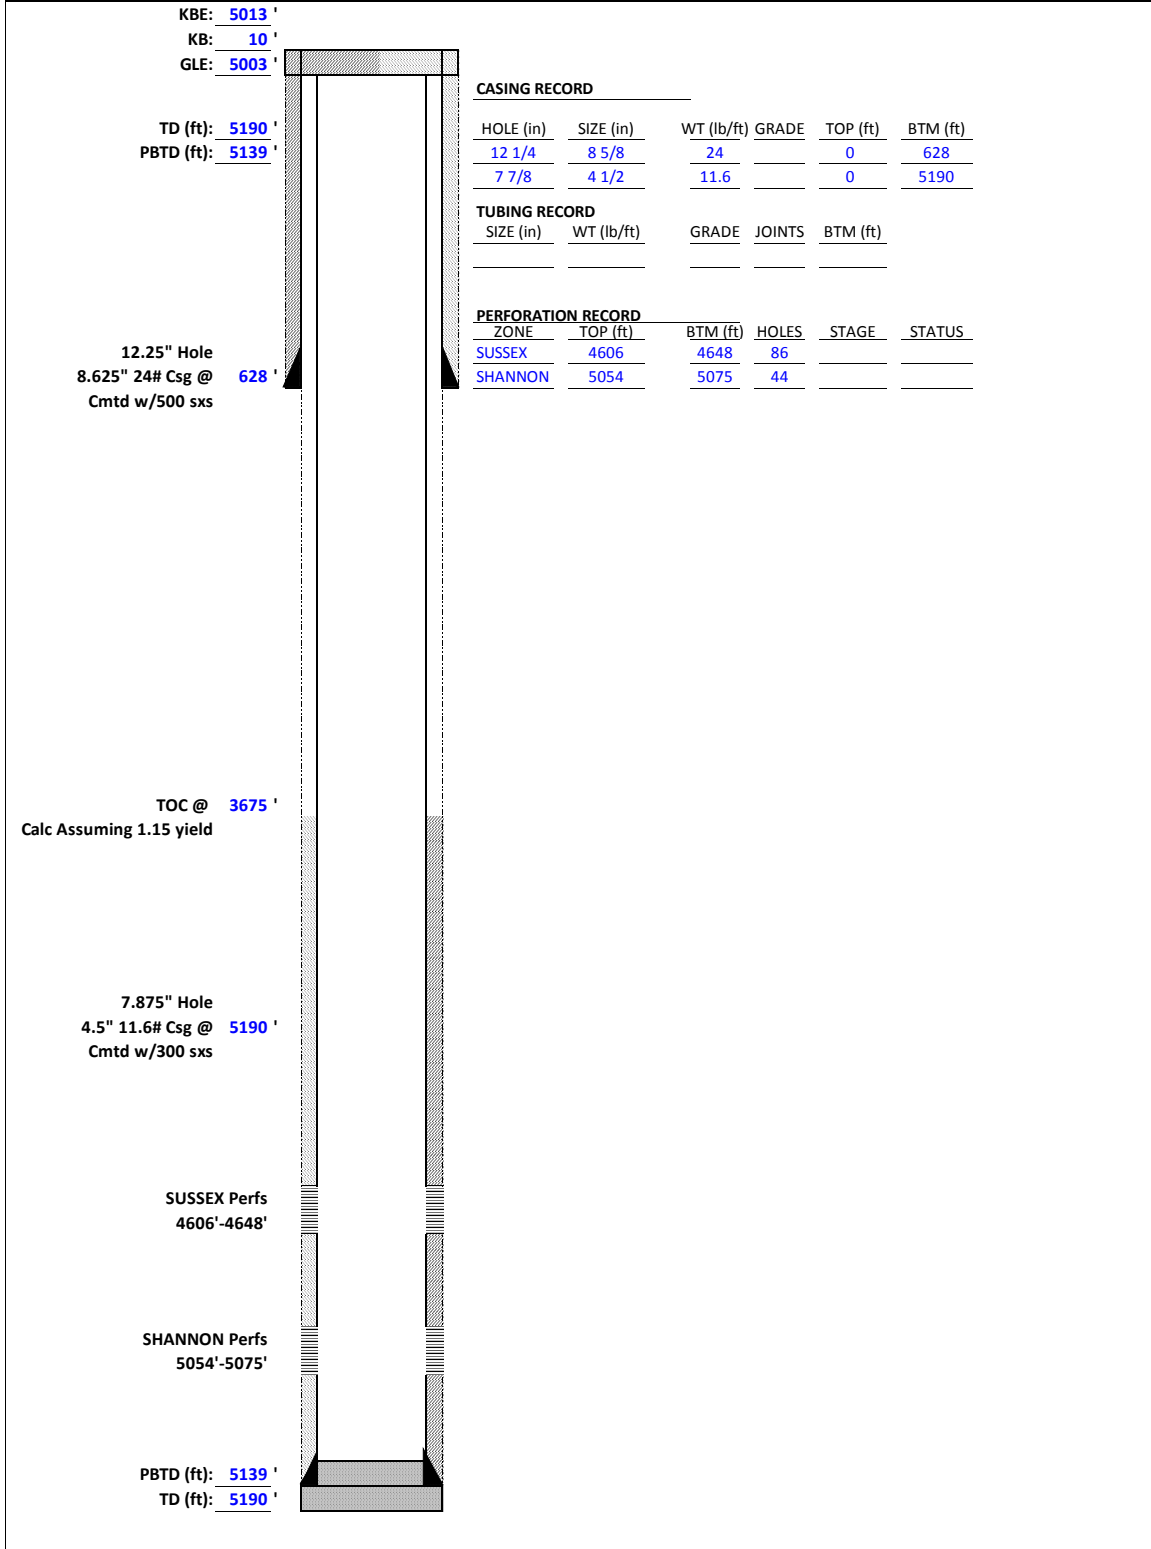 KBE: 5013 '
KB: 10 '
GLE: 5003 '
CASING RECORD
TD (ft): 5190 '
HOLE (in) SIZE (in) WT (lb/ft) GRADE TOP (ft) BTM (ft)
PBTD (ft): 5139 '
12 1/4 8 5/8 24 0 628
7 7/8 4 1/2 11.6 0 5190
TUBING RECORD
SIZE (in) WT (lb/ft) GRADE JOINTS BTM (ft)
PERFORATION RECORD
ZONE TOP (ft) BTM (ft) HOLES STAGE STATUS
12.25" Hole
SUSSEX 4606 4648 86
8.625" 24# Csg @ 628 '
SHANNON 5054 5075 44
Cmtd w/500 sxs
TOC @ 3675 '
Calc Assuming 1.15 yield
7.875" Hole
4.5" 11.6# Csg @ 5190 '
Cmtd w/300 sxs
SUSSEX Perfs
4606'-4648'
SHANNON Perfs
5054'-5075'
PBTD (ft): 5139 '
TD (ft): 5190 '